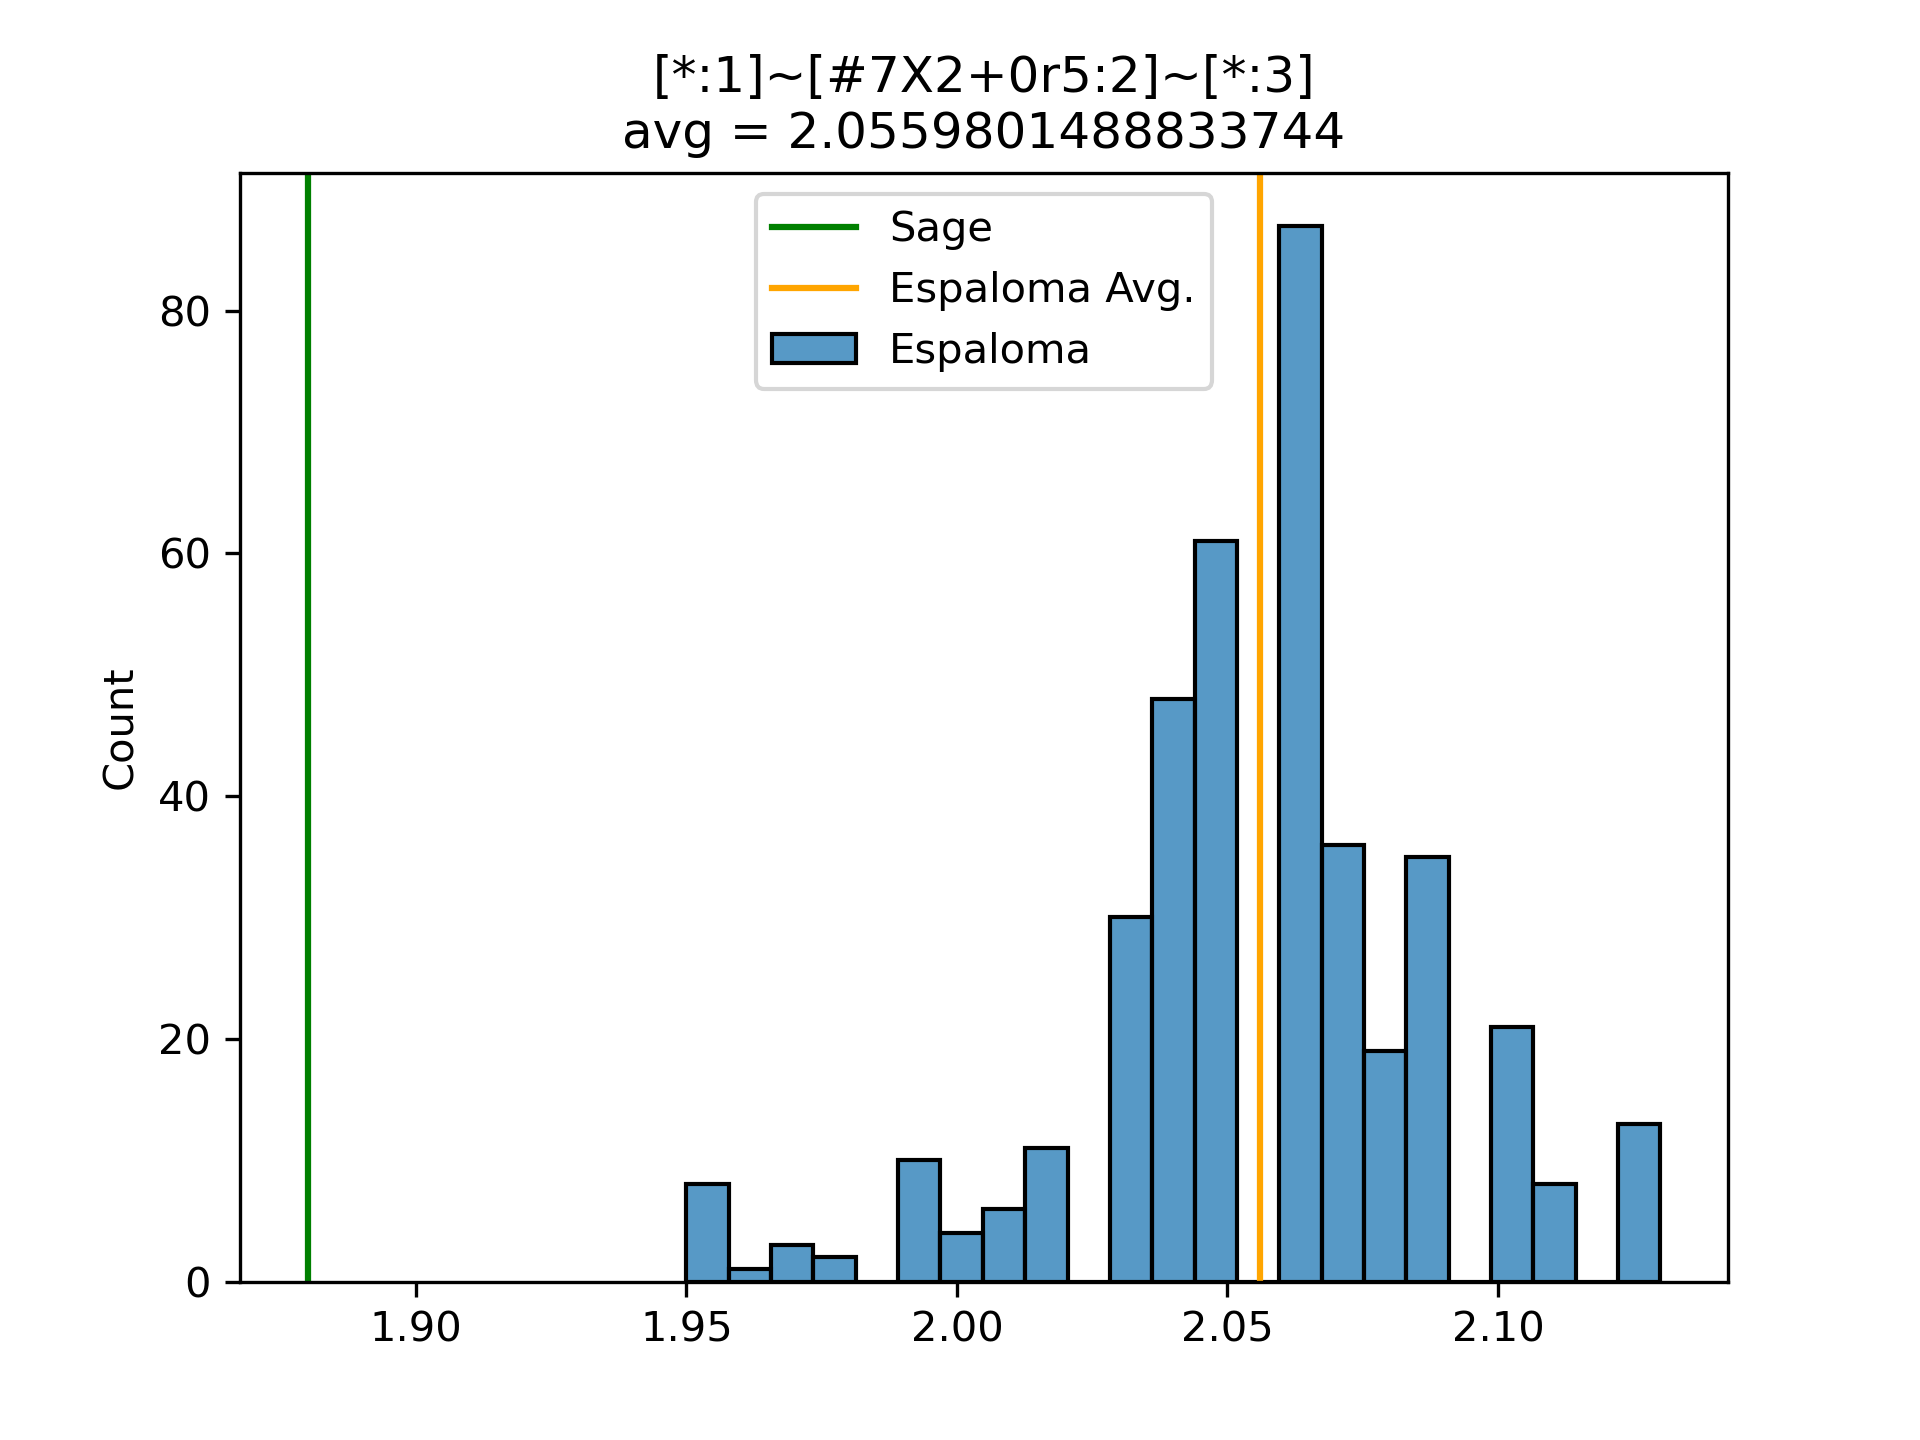 [*:1]~[#7X2+0r5:2]~[*:3]
avg = 2.0559801488833744
Sage
Espaloma Avg.
Espaloma
80
60
40
20
0
Count
1.90 1.95 2.00 2.05 2.10